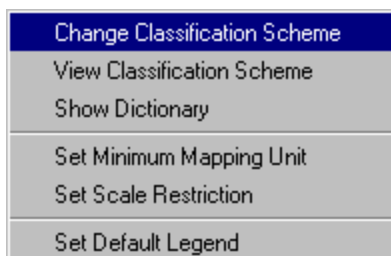 Change Classification Scheme
View Classification Scheme
Show Dictionary
Set Minimum Mapping Unit
Set Scale Restriction
Set Default Legend